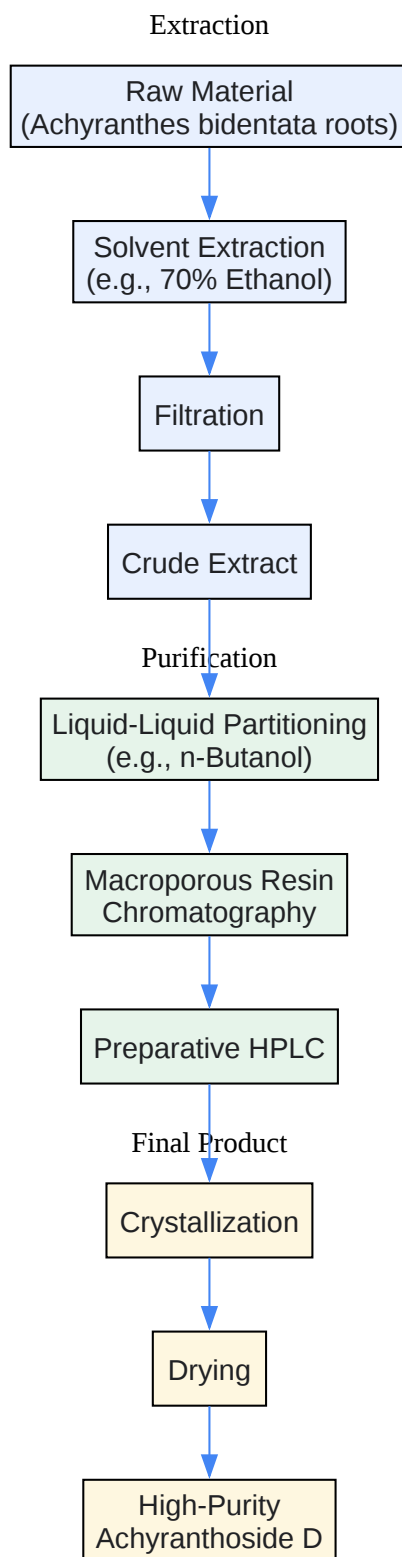 Extraction
Raw Material
(Achyranthes bidentata roots)
Solvent Extraction
(e.g., 70% Ethanol)
Filtration
Crude Extract
Purification
Liquid-Liquid Partitioning
(e.g., n-Butanol)
Macroporous Resin
Chromatography
Preparative HPLC
Final Product
Crystallization
Drying
High-Purity
Achyranthoside D